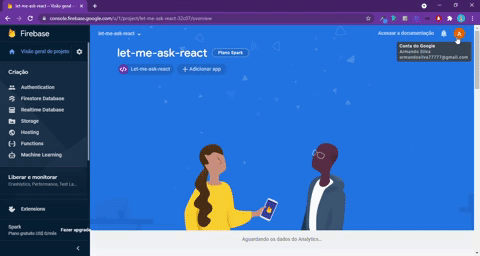 let-me-ask-react - Visão geral
console.firebase.google.com/u/1/project/let-me-ask-react-32c07/overview
Firebase
let-me-ask-react
Acessar a documentação
A
Conta do Google
Armando Silva
armandosilva77777@gmail.com
Visão geral do projeto
let-me-ask-react
Plano Spark
Let-me-ask-react
+ Adicionar app
Criação
Authentication
Firestore Database
Realtime Database
Storage
Hosting
Functions
Machine Learning
Liberar e monitorar
Crashlytics, Performance, Test La...
Extensions
Spark
Plano gratuito US$ 0/mês
Fazer upgrade
Aguardando os dados do Analytics...